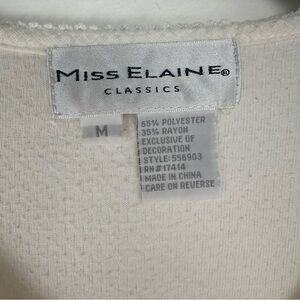 MISS ELAINE®
CLASSICS
M
65% POLYESTER
35% RAYON
EXCLUSIVE OF
DECORATION
STYLE: 556903
RN#17414
MADE IN CHINA
CARE ON REVERSE